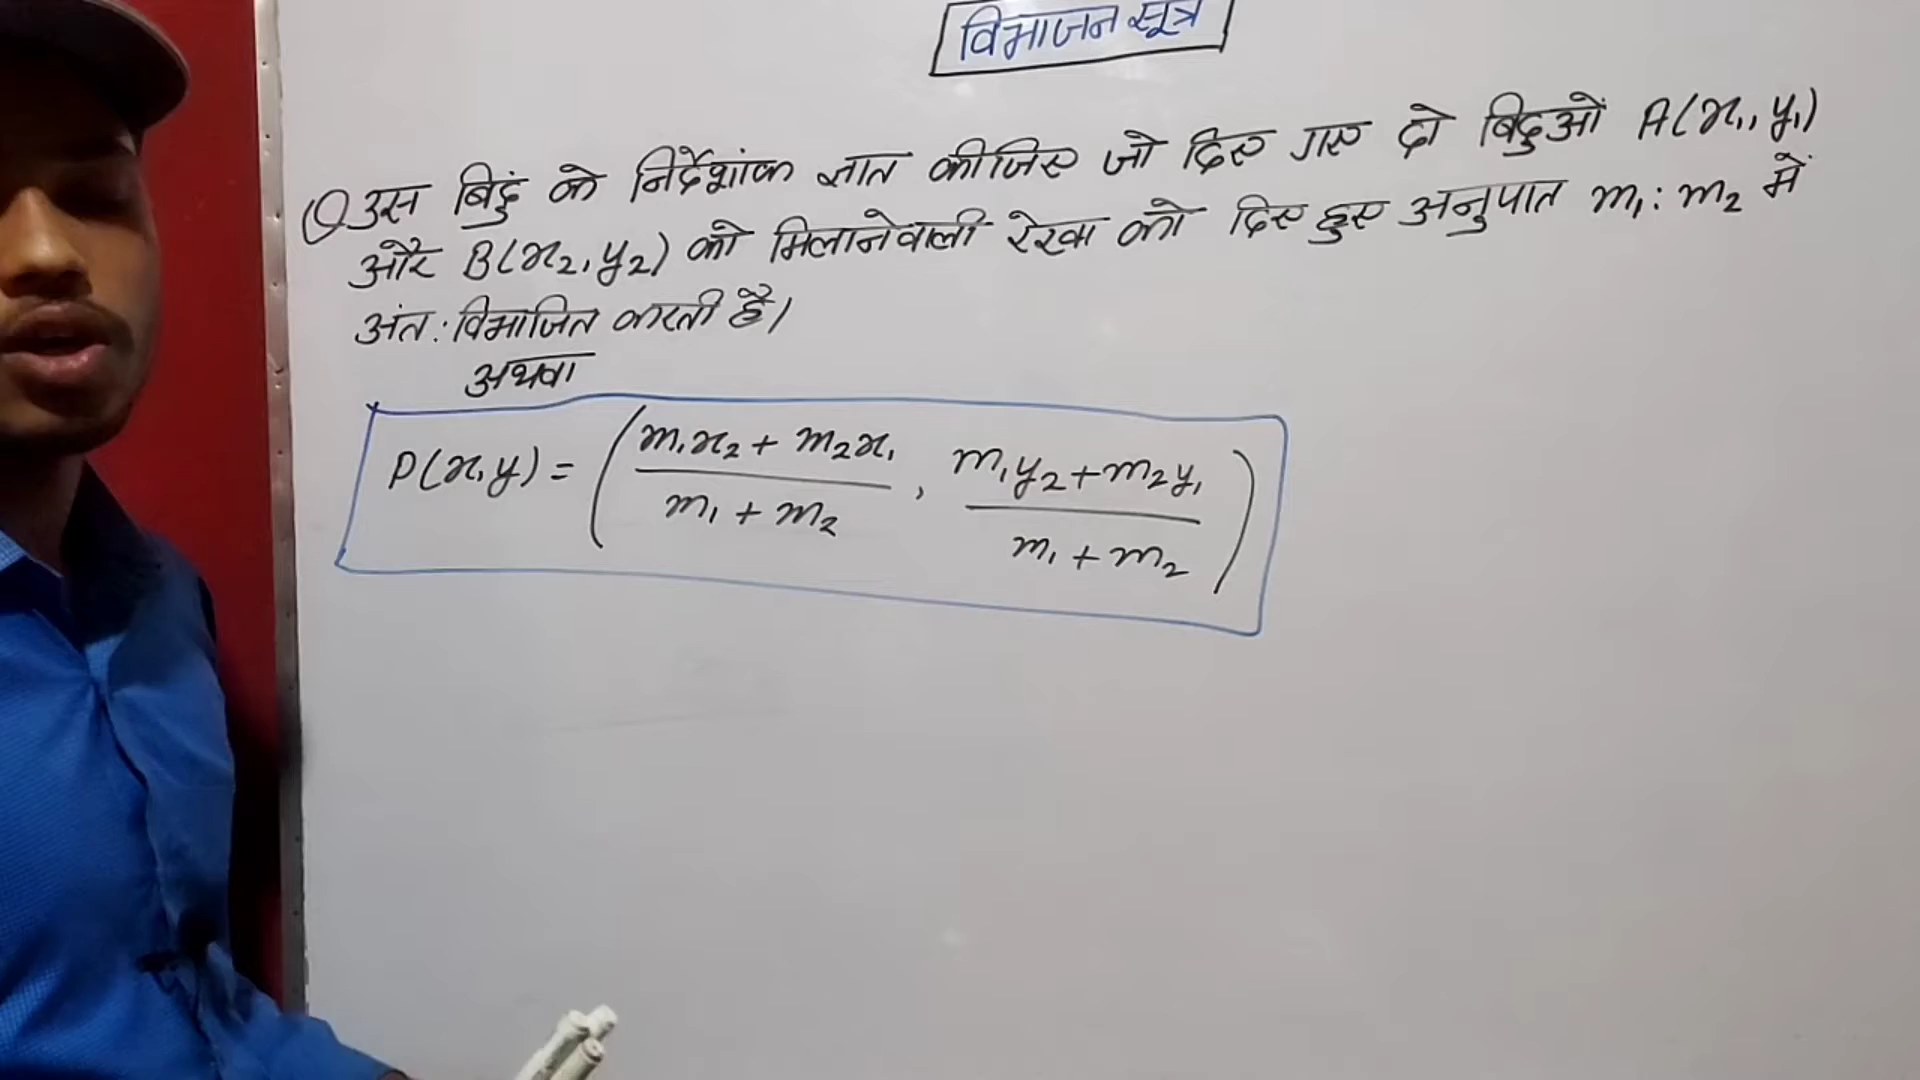 विभाजन सूत्र
Q उस बिंदु के निर्देशांक ज्ञात कीजिए जो दिए गए दो बिंदुओं A(x₁, y₁)
और B(x₂, y₂) को मिलानेवाली रेखा को दिए हुए अनुपात m₁ : m₂ में
अंत: विभाजित करती है।
अथवा
P(x, y) = ( (m₁x₂ + m₂x₁)/(m₁ + m₂) , (m₁y₂ + m₂y₁)/(m₁ + m₂) )